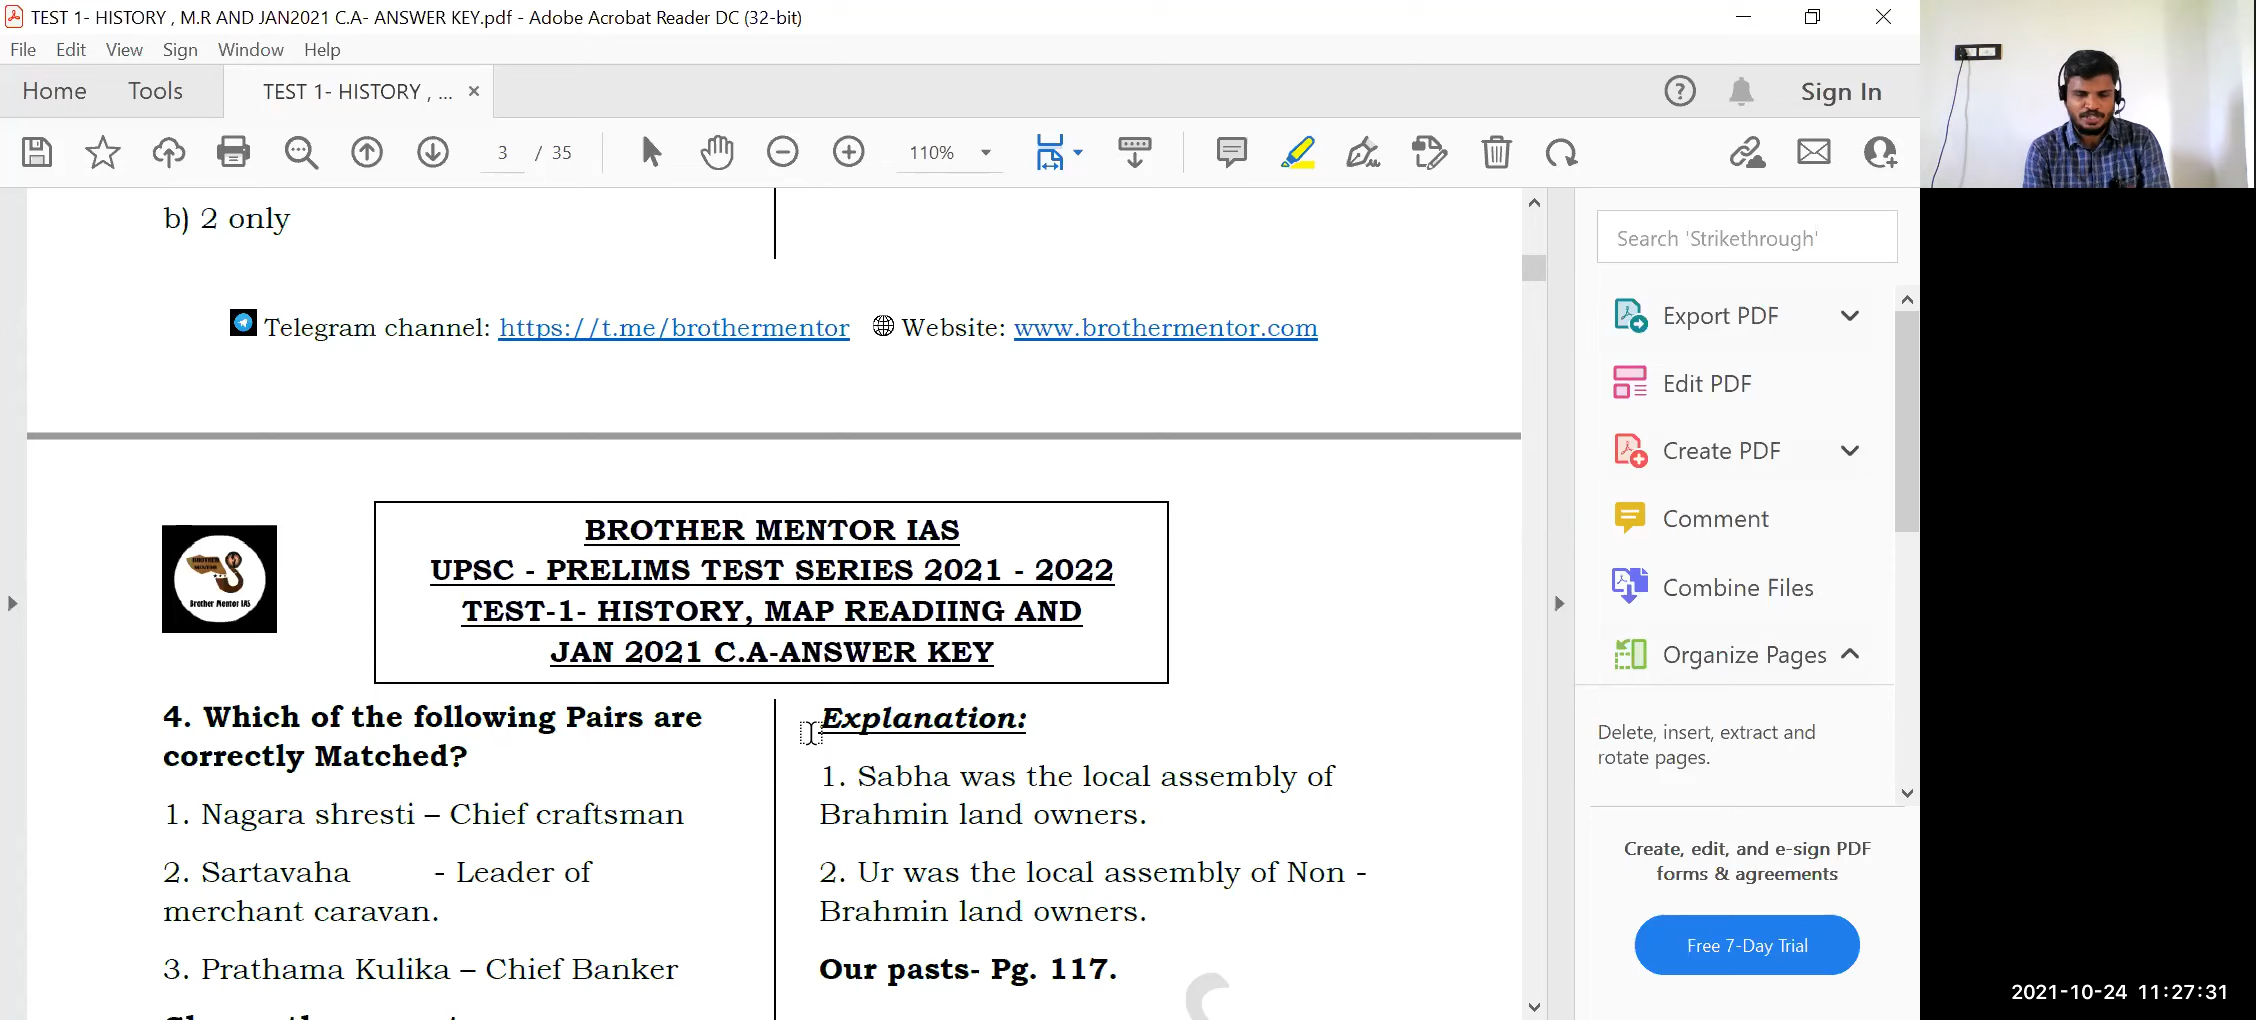 TEST 1- HISTORY , M.R AND JAN2021 C.A- ANSWER KEY.pdf - Adobe Acrobat Reader DC (32-bit)
File Edit View Sign Window Help
Home Tools TEST 1- HISTORY , ... × Sign In
3 / 35 110%
b) 2 only
Telegram channel: https://t.me/brothermentor Website: www.brothermentor.com
BROTHER MENTOR IAS
UPSC - PRELIMS TEST SERIES 2021 - 2022
TEST-1- HISTORY, MAP READIING AND
JAN 2021 C.A-ANSWER KEY
Brother Mentor IAS
4. Which of the following Pairs are
correctly Matched?
1. Nagara shresti – Chief craftsman
2. Sartavaha - Leader of
merchant caravan.
3. Prathama Kulika – Chief Banker
Explanation:
1. Sabha was the local assembly of
Brahmin land owners.
2. Ur was the local assembly of Non -
Brahmin land owners.
Our pasts- Pg. 117.
Search 'Strikethrough'
Export PDF
Edit PDF
Create PDF
Comment
Combine Files
Organize Pages
Delete, insert, extract and
rotate pages.
Create, edit, and e-sign PDF
forms & agreements
Free 7-Day Trial
2021-10-24 11:27:31